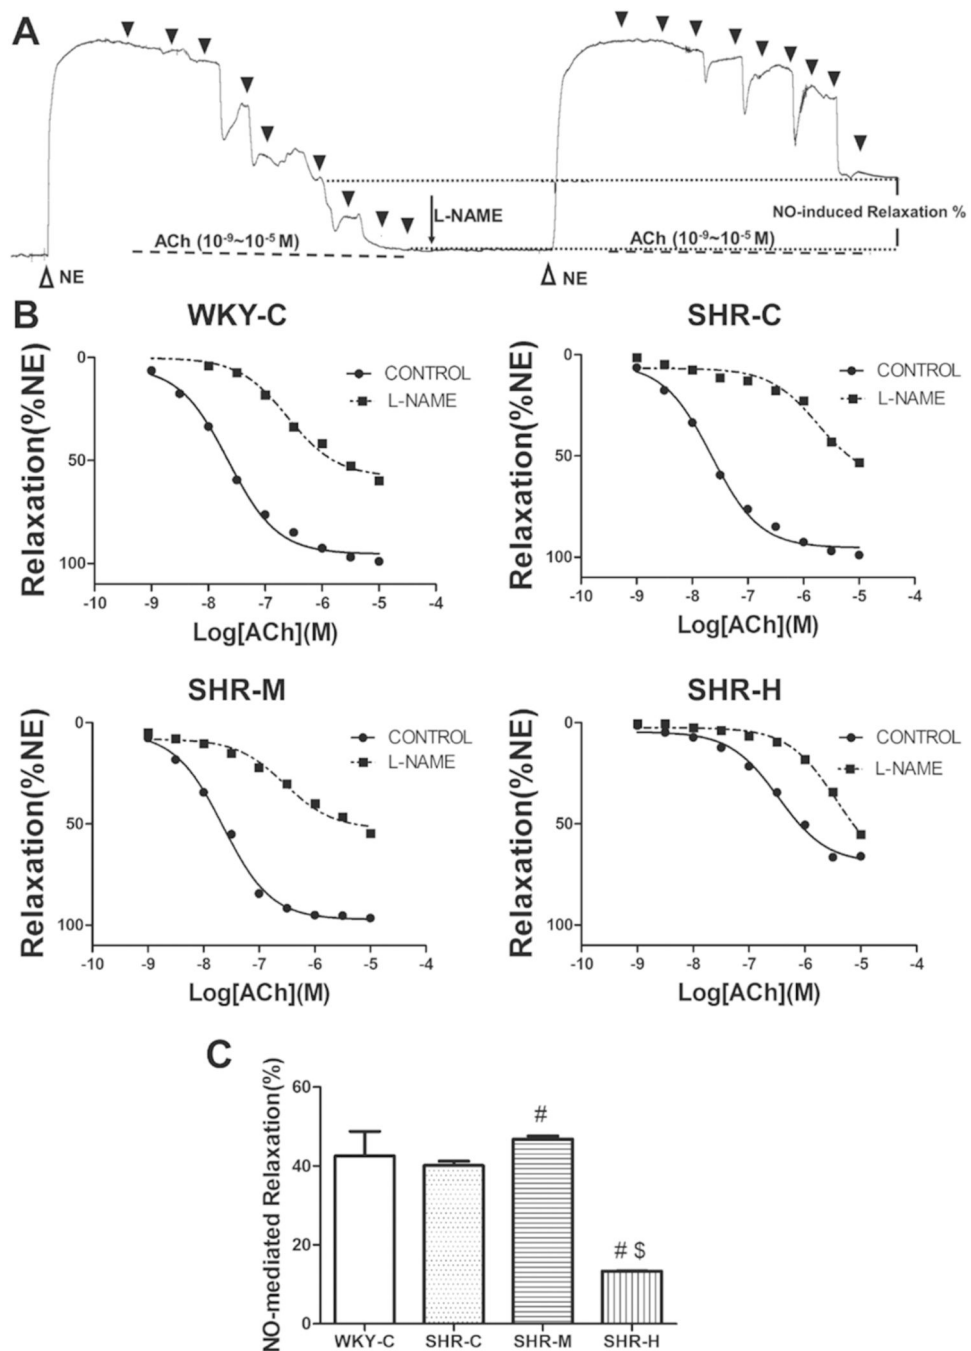 A
L-NAME
NO-induced Relaxation %
ACh (10-9~10-5 M)
ACh (10-9~10-5 M)
NE
NE
B
WKY-C
Relaxation(%NE)
0
50
100
CONTROL
L-NAME
-10 -9 -8 -7 -6 -5 -4
Log[ACh](M)
SHR-C
Relaxation(%NE)
0
50
100
CONTROL
L-NAME
-10 -9 -8 -7 -6 -5 -4
Log[ACh](M)
SHR-M
Relaxation(%NE)
0
50
100
CONTROL
L-NAME
-10 -9 -8 -7 -6 -5 -4
Log[ACh](M)
SHR-H
Relaxation(%NE)
0
50
100
CONTROL
L-NAME
-10 -9 -8 -7 -6 -5 -4
Log[ACh](M)
C
NO-mediated Relaxation(%)
60
40
20
0
#
# $
WKY-C SHR-C SHR-M SHR-H